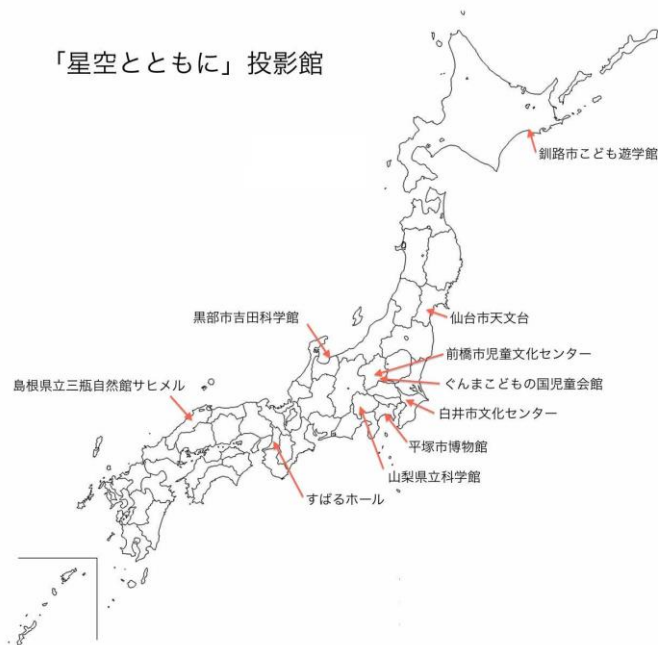 「星空とともに」投影館
釧路市こども遊学館
仙台市天文台
黒部市吉田科学館
前橋市児童文化センター
ぐんまこどもの国児童会館
島根県立三瓶自然館サヒメル
白井市文化センター
平塚市博物館
山梨県立科学館
すばるホール